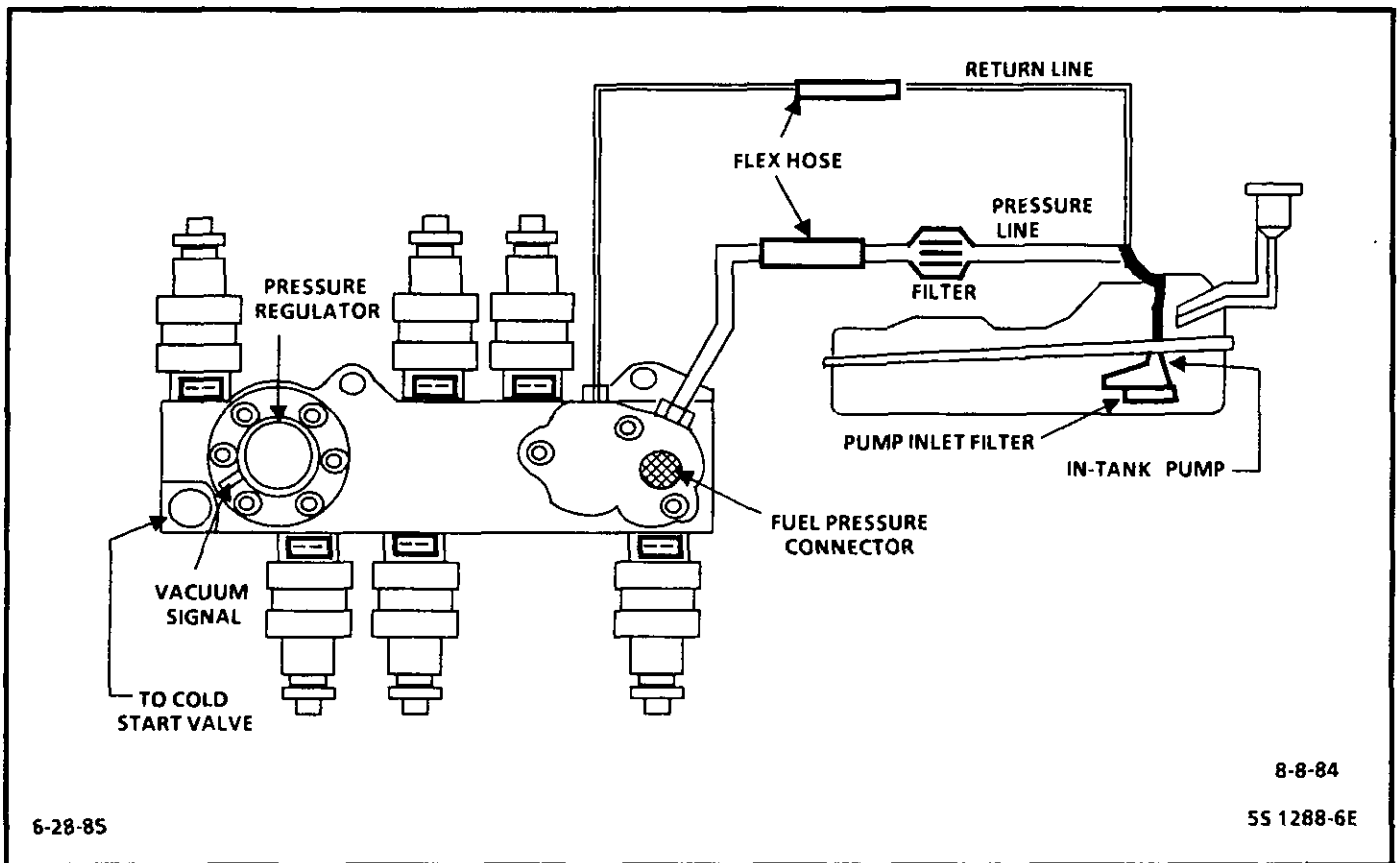 RETURN LINE
FLEX HOSE
PRESSURE
LINE
FILTER
PRESSURE
REGULATOR
PUMP INLET FILTER
IN-TANK PUMP
FUEL PRESSURE
CONNECTOR
VACUUM
SIGNAL
TO COLD
START VALVE
8-8-84
6-28-85
5S 1288-6E